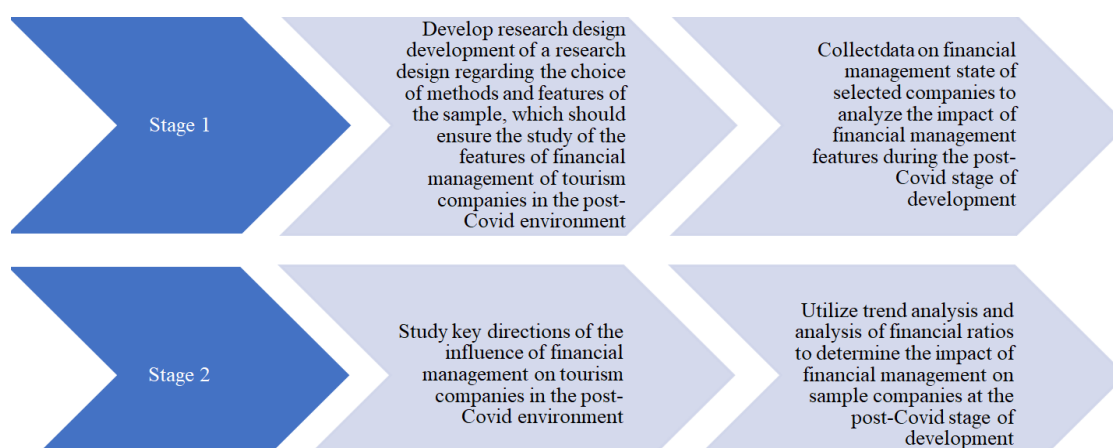 Stage 1
Develop research design
development of a research
design regarding the choice
of methods and features of
the sample, which should
ensure the study of the
features of financial
management of tourism
companies in the post-
Covid environment
Collectdata on financial
management state of
selected companies to
analyze the impact of
financial management
features during the post-
Covid stage of
development
Stage 2
Study key directions of the
influence of financial
management on tourism
companies in the post-
Covid environment
Utilize trend analysis and
analysis of financial ratios
to determine the impact of
financial management on
sample companies at the
post-Covid stage of
development